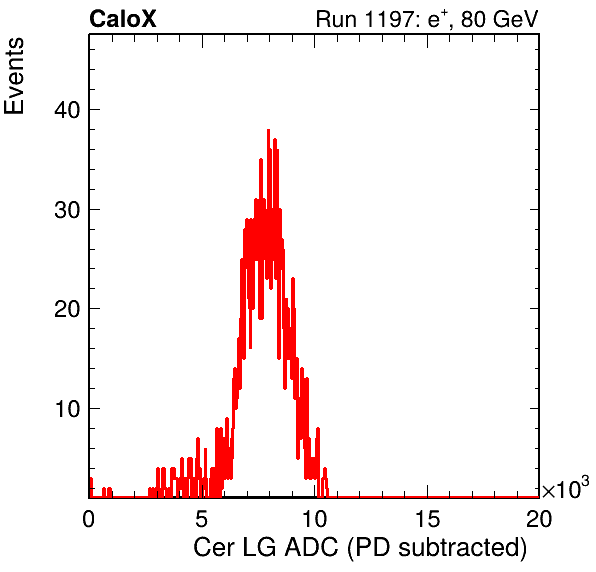 CaloX Run 1197: e⁺, 80 GeV
Events
40
30
20
10
0 5 10 15 20
×10³
Cer LG ADC (PD subtracted)